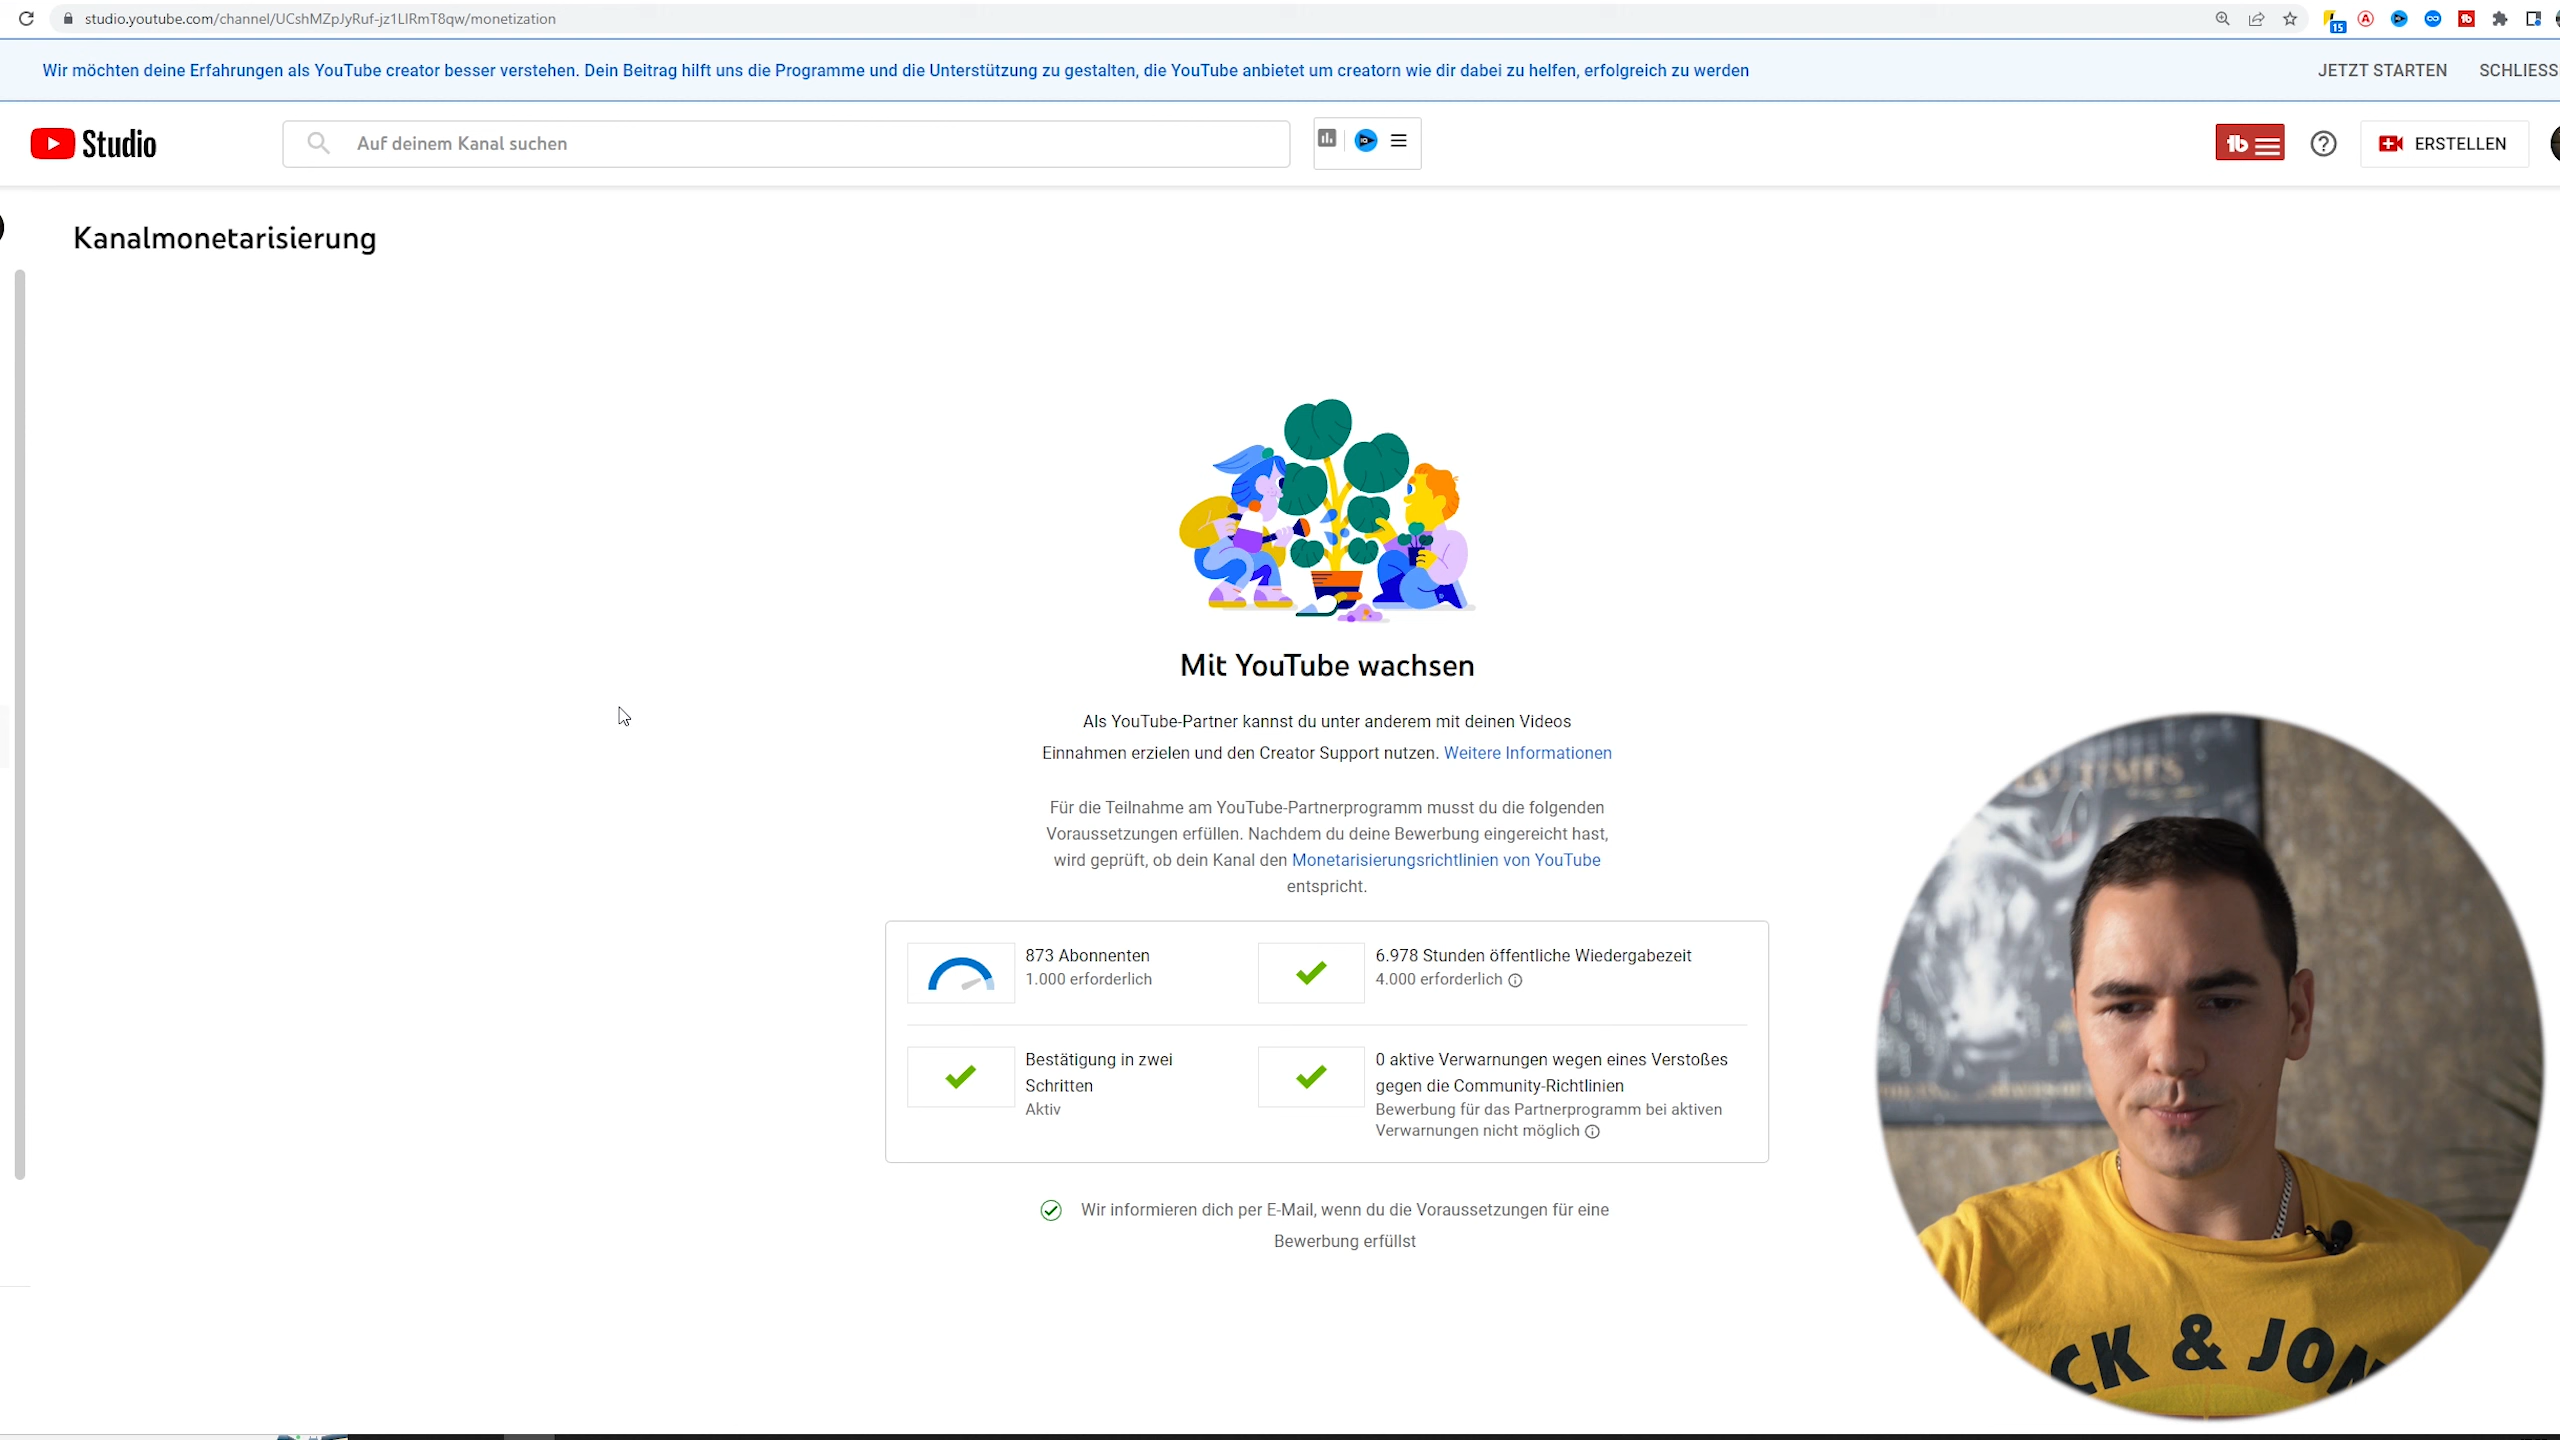 studio.youtube.com/channel/UCshMZpJyRuf-jz1LlRmT8qw/monetization
15
Wir möchten deine Erfahrungen als YouTube creator besser verstehen. Dein Beitrag hilft uns die Programme und die Unterstützung zu gestalten, die YouTube anbietet um creatorn wie dir dabei zu helfen, erfolgreich zu werden
JETZT STARTEN
SCHLIESS
Studio
Auf deinem Kanal suchen
ERSTELLEN
Kanalmonetarisierung
Mit YouTube wachsen
Als YouTube-Partner kannst du unter anderem mit deinen Videos
Einnahmen erzielen und den Creator Support nutzen. Weitere Informationen
Für die Teilnahme am YouTube-Partnerprogramm musst du die folgenden
Voraussetzungen erfüllen. Nachdem du deine Bewerbung eingereicht hast,
wird geprüft, ob dein Kanal den Monetarisierungsrichtlinien von YouTube
entspricht.
873 Abonnenten
1.000 erforderlich
6.978 Stunden öffentliche Wiedergabezeit
4.000 erforderlich
Bestätigung in zwei
Schritten
Aktiv
0 aktive Verwarnungen wegen eines Verstoßes
gegen die Community-Richtlinien
Bewerbung für das Partnerprogramm bei aktiven
Verwarnungen nicht möglich
Wir informieren dich per E-Mail, wenn du die Voraussetzungen für eine
Bewerbung erfüllst
CK & JON